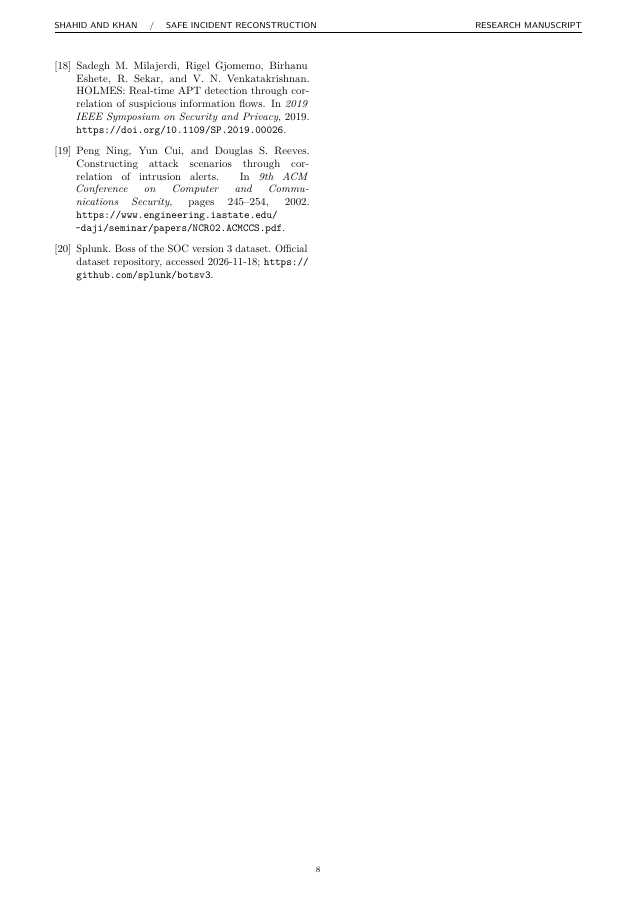 SHAHID AND KHAN / SAFE INCIDENT RECONSTRUCTION RESEARCH MANUSCRIPT
[18] Sadegh M. Milajerdi, Rigel Gjomemo, Birhanu
Eshete, R. Sekar, and V. N. Venkatakrishnan.
HOLMES: Real-time APT detection through cor-
relation of suspicious information flows. In 2019
IEEE Symposium on Security and Privacy, 2019.
https://doi.org/10.1109/SP.2019.00026.
[19] Peng Ning, Yun Cui, and Douglas S. Reeves.
Constructing attack scenarios through cor-
relation of intrusion alerts. In 9th ACM
Conference on Computer and Commu-
nications Security, pages 245–254, 2002.
https://www.engineering.iastate.edu/
~daji/seminar/papers/NCR02.ACMCCS.pdf.
[20] Splunk. Boss of the SOC version 3 dataset. Official
dataset repository, accessed 2026-11-18; https://
github.com/splunk/botsv3.
8